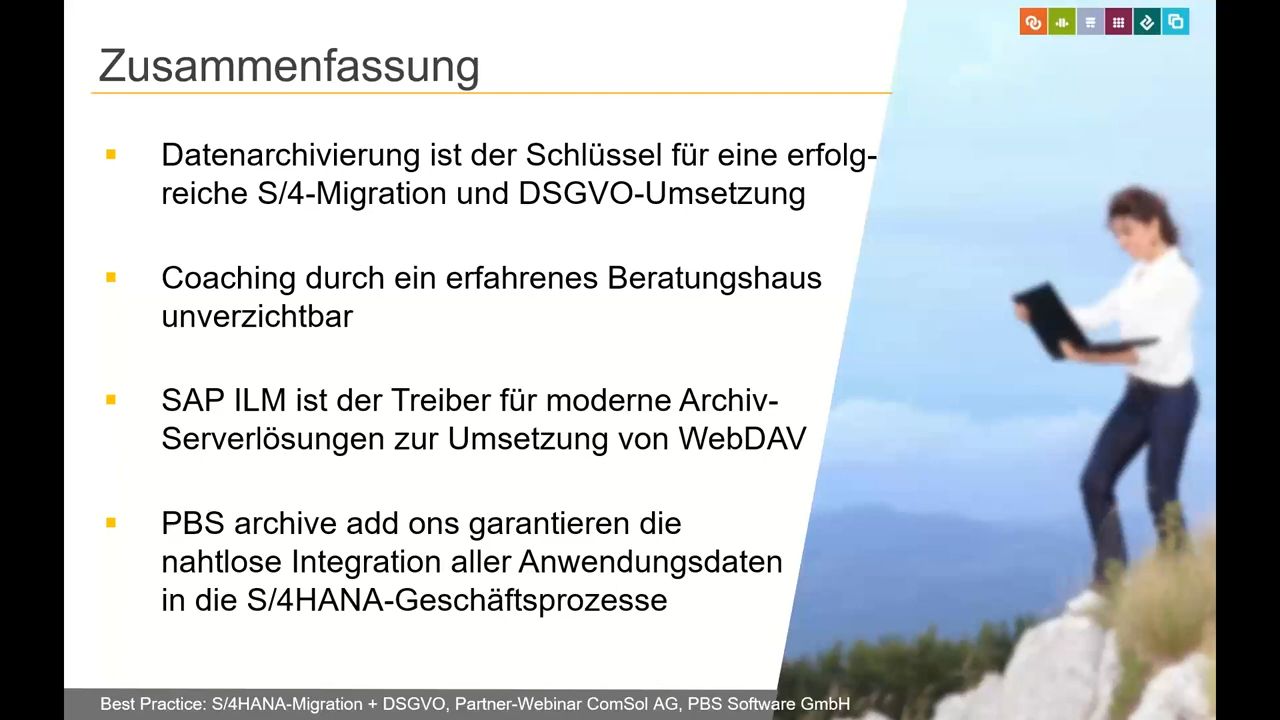 Zusammenfassung
Datenarchivierung ist der Schlüssel für eine erfolg-
reiche S/4-Migration und DSGVO-Umsetzung
Coaching durch ein erfahrenes Beratungshaus
unverzichtbar
SAP ILM ist der Treiber für moderne Archiv-
Serverlösungen zur Umsetzung von WebDAV
PBS archive add ons garantieren die
nahtlose Integration aller Anwendungsdaten
in die S/4HANA-Geschäftsprozesse
Best Practice: S/4HANA-Migration + DSGVO, Partner-Webinar ComSol AG, PBS Software GmbH